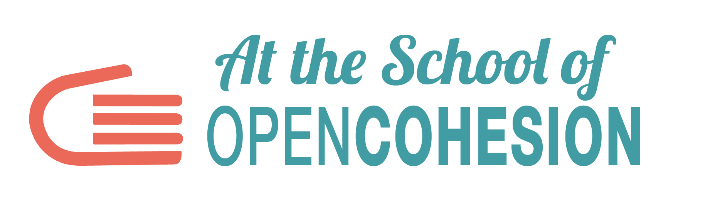 At the School of
OPENCOHESION